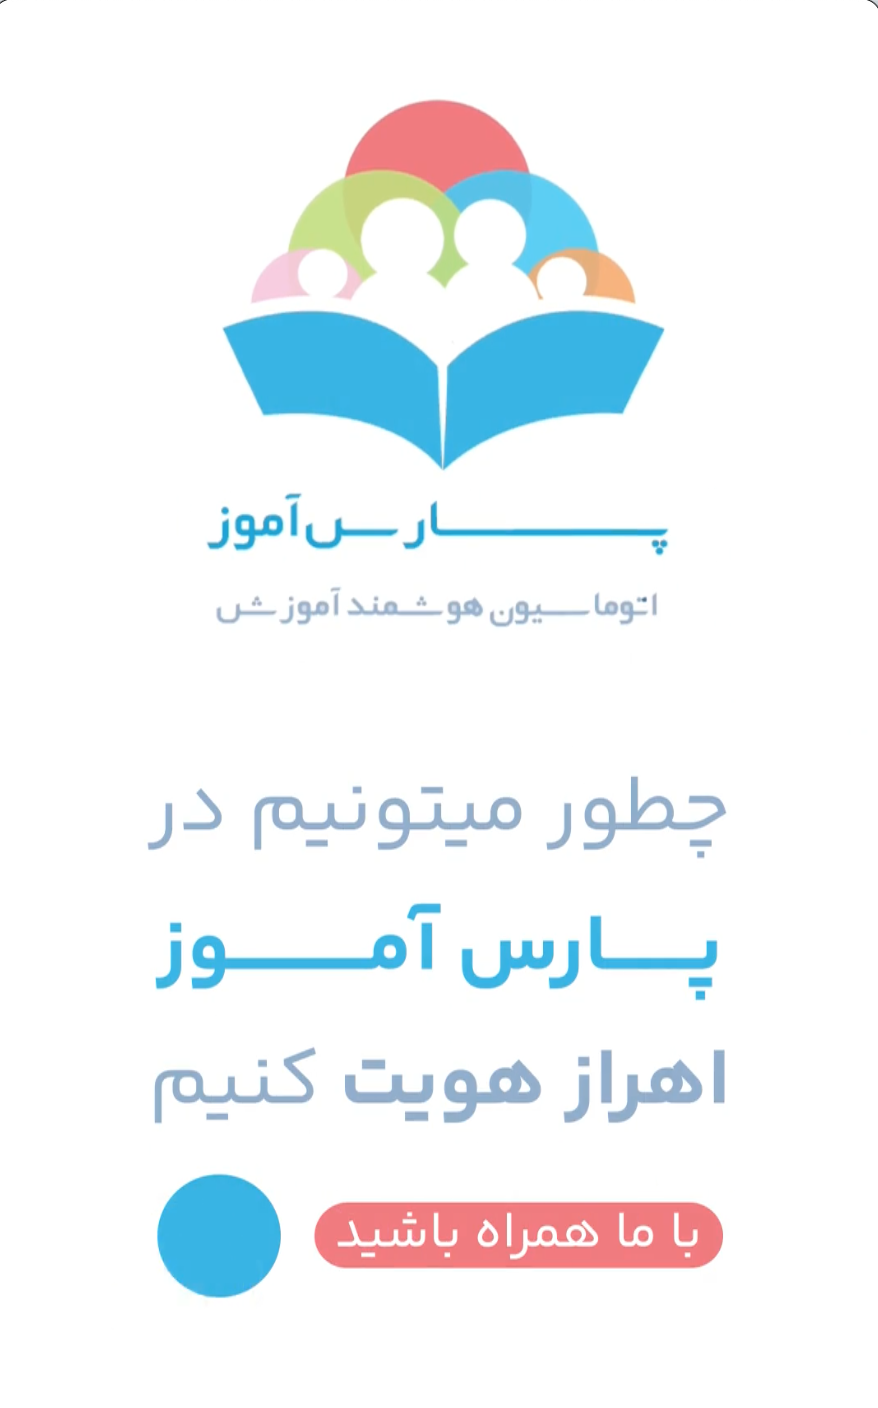 پارس‌آموز
اتوماسیون هوشمند آموزش
چطور میتونیم در
پارس آموز
اهراز هویت کنیم
با ما همراه باشید